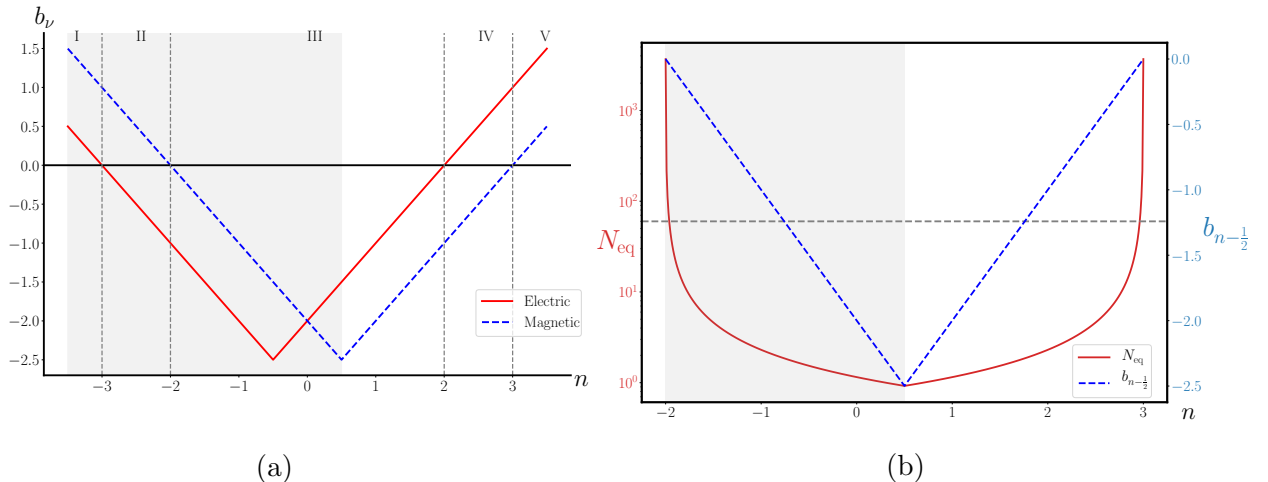 b_ν
I II III IV V
1.5
1.0
0.5
0.0
−0.5
−1.0
−1.5
−2.0
−2.5
Electric
Magnetic
−3 −2 −1 0 1 2 3 n
(a)
N_eq
10^3
10^2
10^1
10^0
0.0
−0.5
−1.0
−1.5
−2.0
−2.5
b_{n−\frac{1}{2}}
N_eq
b_{n−\frac{1}{2}}
−2 −1 0 1 2 3 n
(b)